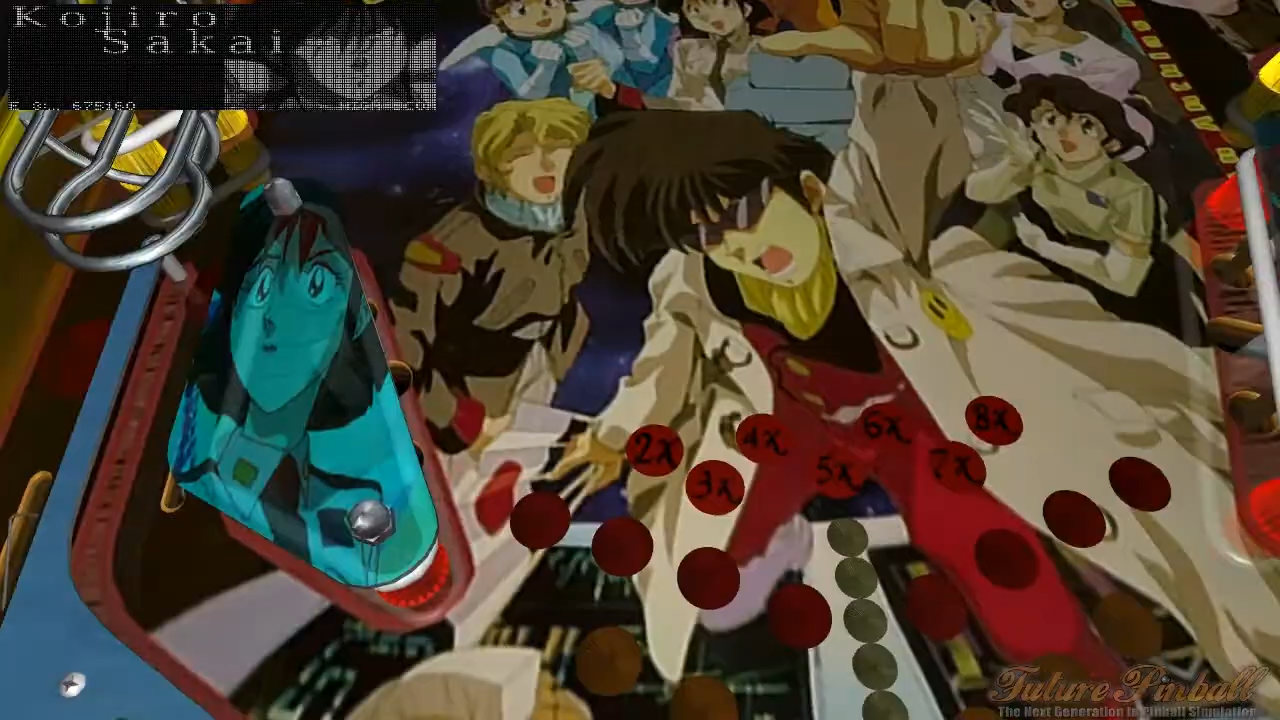 Kojiro
Sakai
2x
4x
6x
8x
3x
5x
7x
Future Pinball
The Next Generation In Pinball Simulation